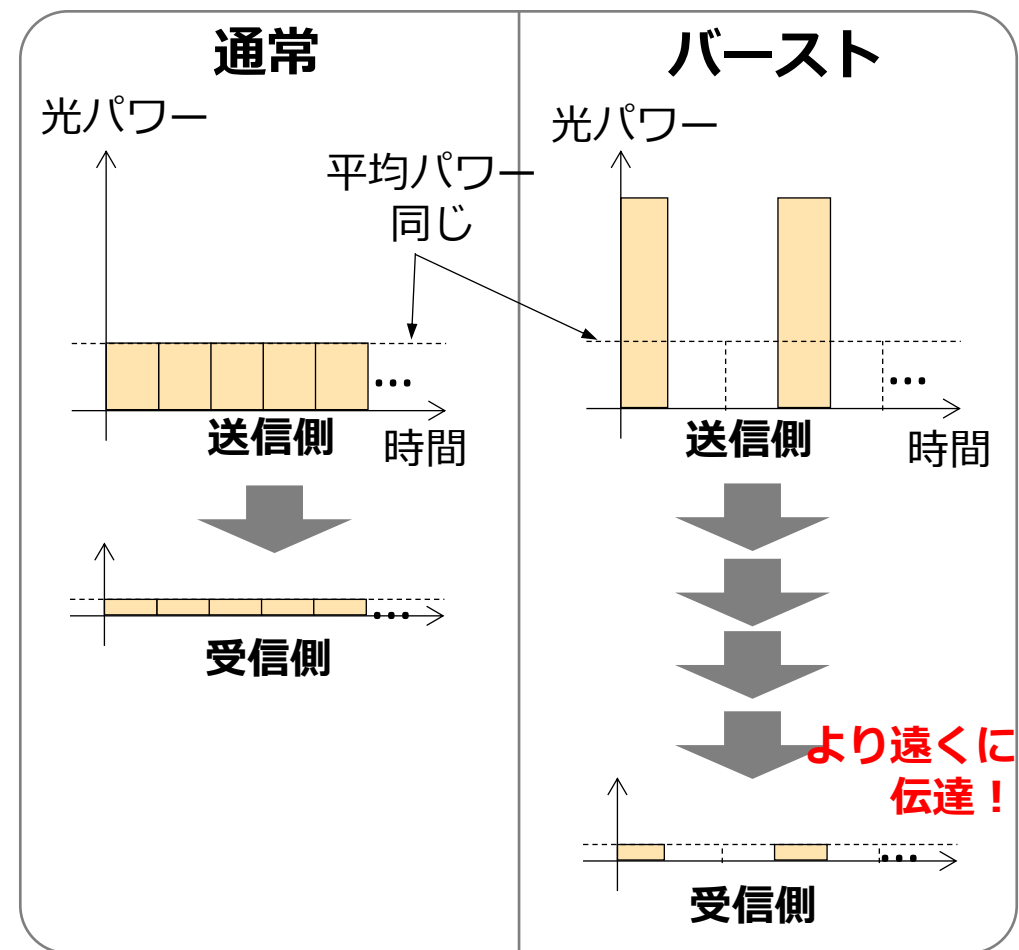 通常
光パワー
平均パワー
同じ
…
送信側
時間
…
受信側
バースト
光パワー
…
送信側
時間
より遠くに
伝達！
…
受信側